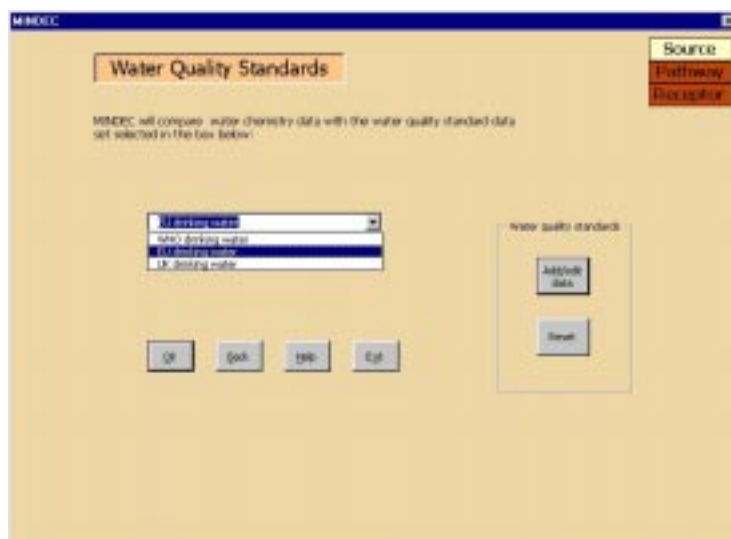 MINDEC
Source
Water Quality Standards
Pathway
Receptor
MINDEC will compare water chemistry data with the water quality standard data
set selected in the box below:
EU drinking water
WHO drinking water
EU drinking water
UK drinking water
Water quality standards
Add/edit
data
Reset
OK
Back
Help
Exit